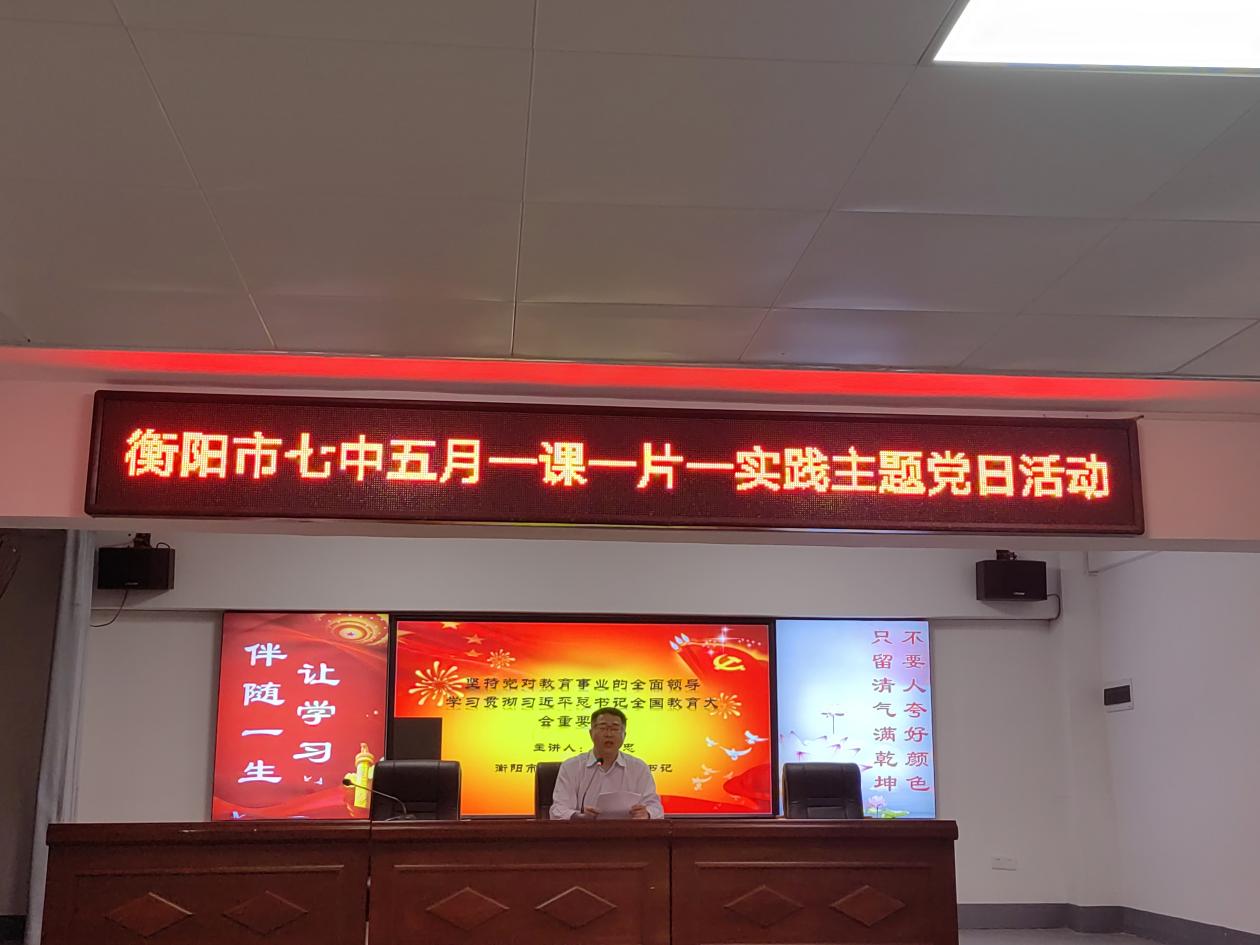 衡阳市七中五月一课一片一实践主题党日活动
让学习
伴随一生
坚持党对教育事业的全面领导
学习贯彻习近平总书记全国教育大
会重要
主讲人：
忠
衡阳市
书记
不要人夸好颜色
只留清气满乾坤